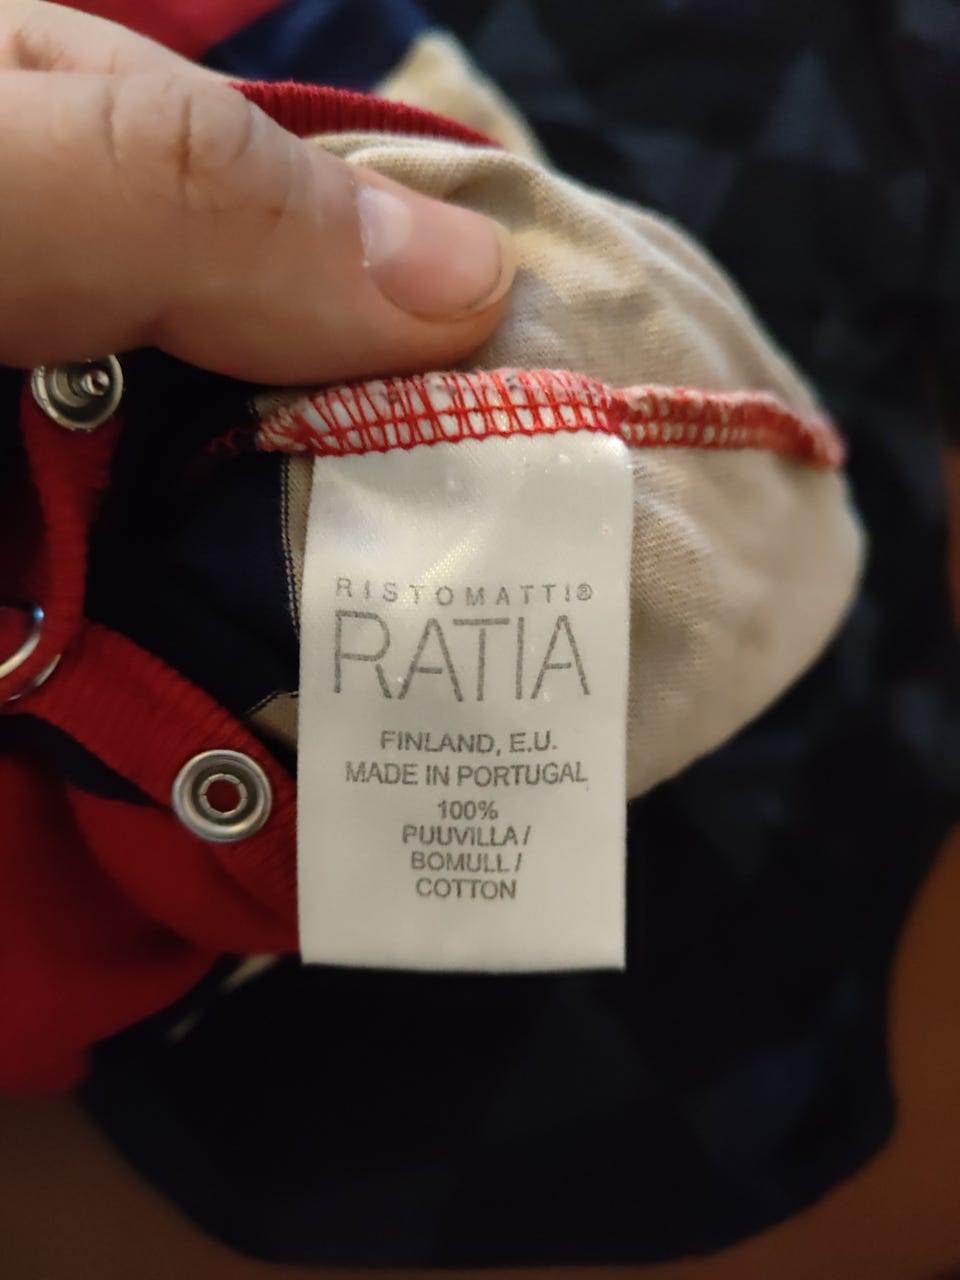 RISTOMATTI®
RATIA
FINLAND, E.U.
MADE IN PORTUGAL
100%
PUUVILLA/
BOMULL/
COTTON